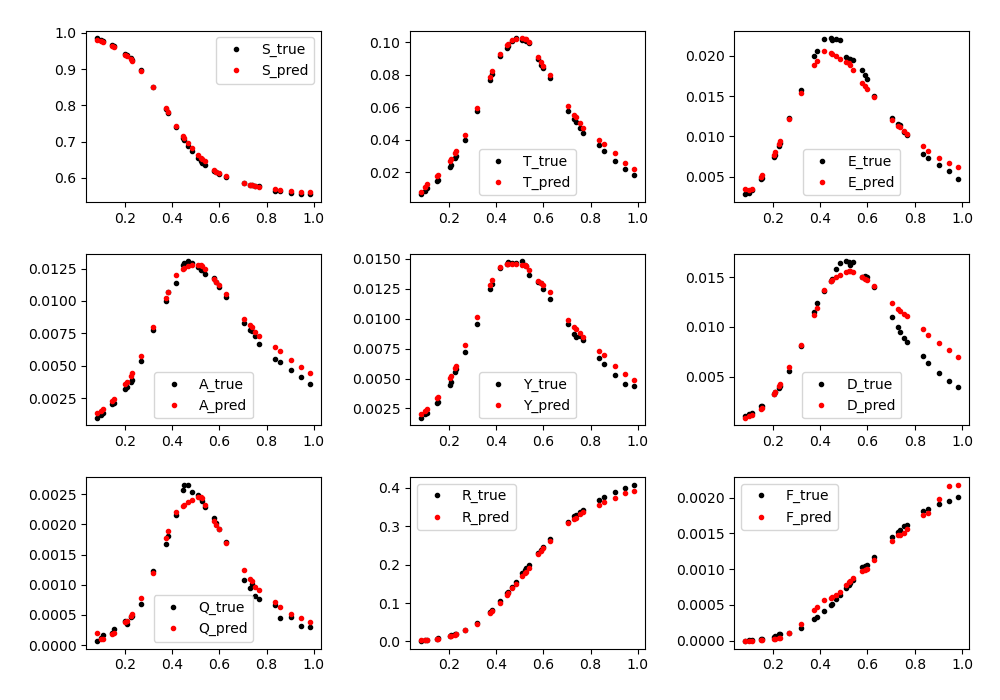 1.0
0.9
0.8
0.7
0.6
S_true
S_pred
0.2 0.4 0.6 0.8 1.0
0.10
0.08
0.06
0.04
0.02
T_true
T_pred
0.2 0.4 0.6 0.8 1.0
0.020
0.015
0.010
0.005
E_true
E_pred
0.2 0.4 0.6 0.8 1.0
0.0125
0.0100
0.0075
0.0050
0.0025
A_true
A_pred
0.2 0.4 0.6 0.8 1.0
0.0150
0.0125
0.0100
0.0075
0.0050
0.0025
Y_true
Y_pred
0.2 0.4 0.6 0.8 1.0
0.015
0.010
0.005
D_true
D_pred
0.2 0.4 0.6 0.8 1.0
0.0025
0.0020
0.0015
0.0010
0.0005
0.0000
Q_true
Q_pred
0.2 0.4 0.6 0.8 1.0
0.4
0.3
0.2
0.1
0.0
R_true
R_pred
0.2 0.4 0.6 0.8 1.0
0.0020
0.0015
0.0010
0.0005
0.0000
F_true
F_pred
0.2 0.4 0.6 0.8 1.0